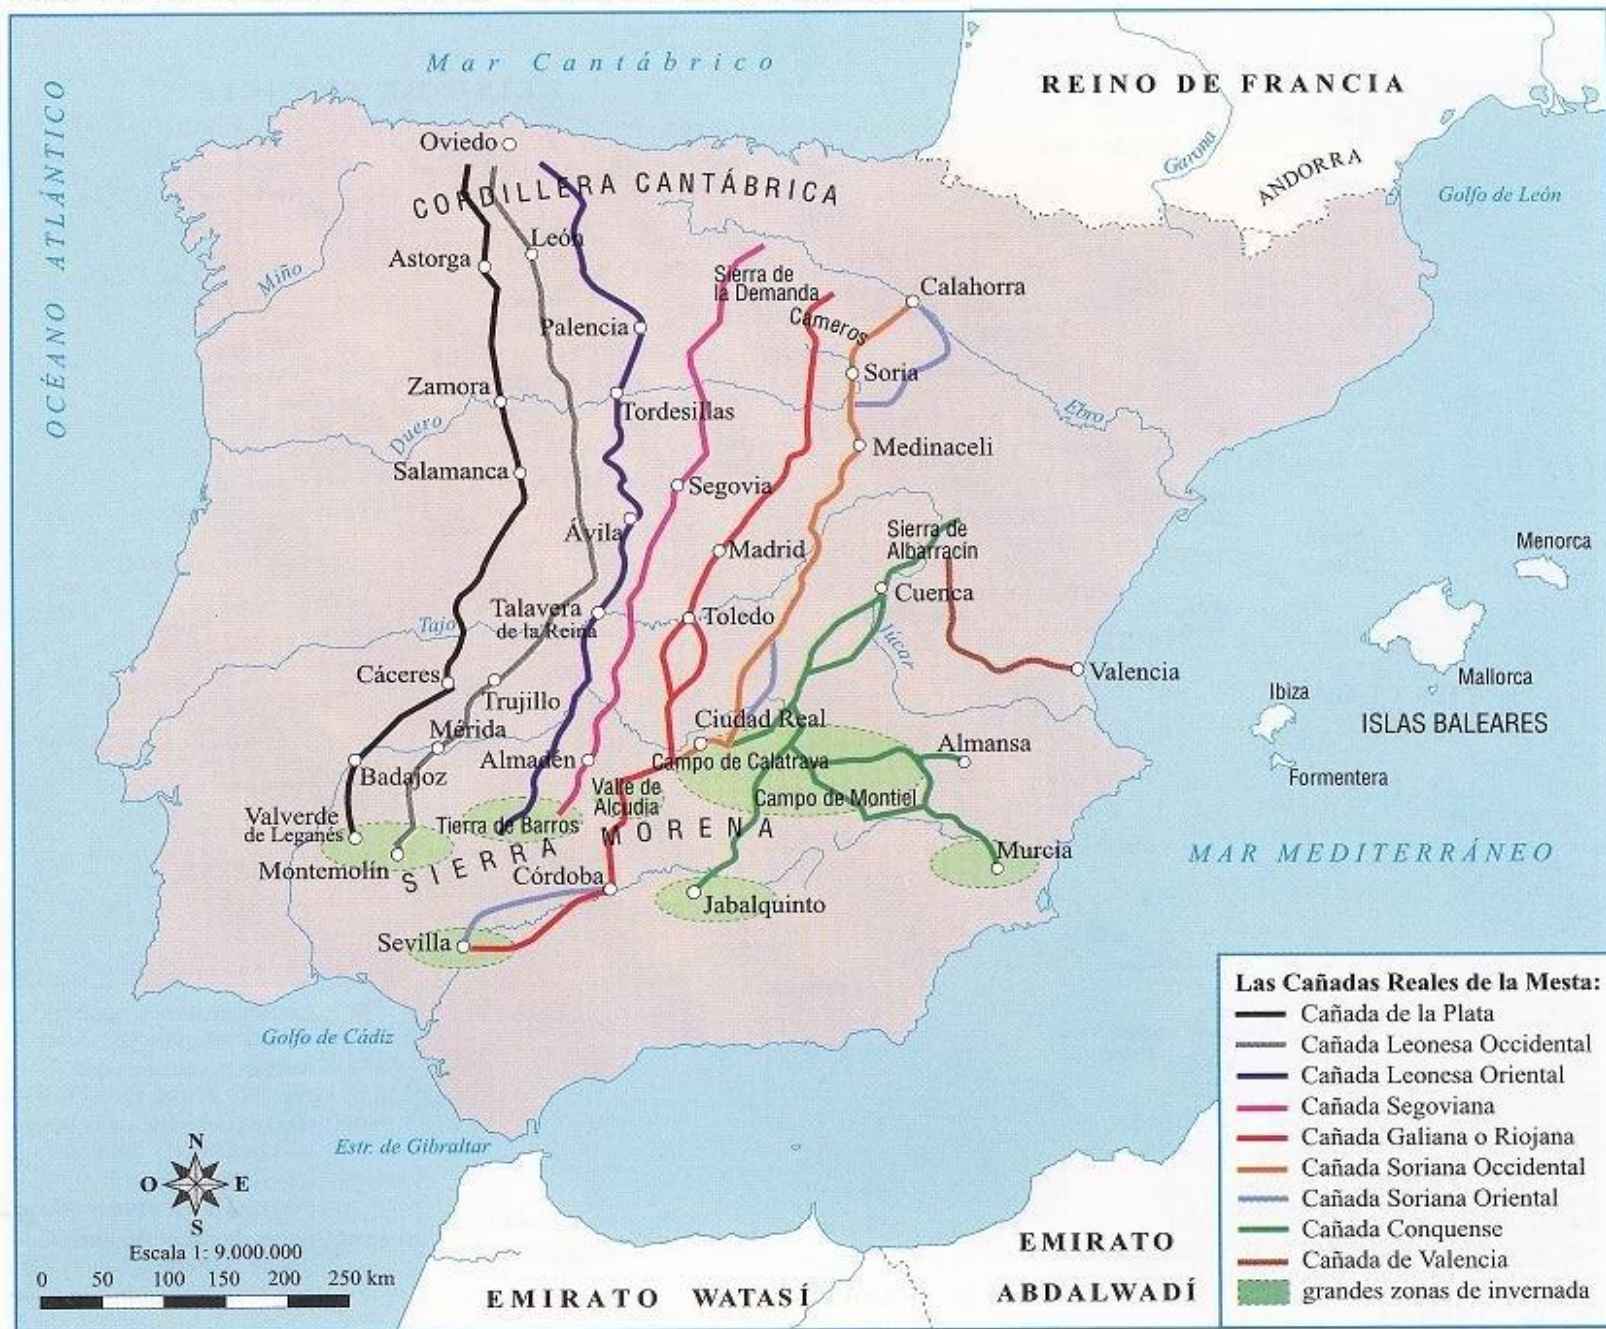 Mar Cantábrico
REINO DE FRANCIA
OCÉANO ATLÁNTICO
Garona
ANDORRA
Golfo de León
Oviedo
CORDILLERA CANTÁBRICA
León
Astorga
Miño
Sierra de
la Demanda
Cameros
Calahorra
Palencia
Soria
Zamora
Tordesillas
Duero
Ebro
Medinaceli
Salamanca
Segovia
Ávila
Madrid
Sierra de
Albarracín
Cuenca
Menorca
Talavera
de la Reina
Toledo
Tajo
Júcar
Cáceres
Trujillo
Valencia
Mallorca
Ibiza
ISLAS BALEARES
Formentera
Mérida
Ciudad Real
Almansa
Badajoz
Almadén
Campo de Calatrava
Valle de
Alcudia
Campo de Montiel
Valverde
de Leganés
Tierra de Barros
SIERRA MORENA
Montemolín
Córdoba
Murcia
MAR MEDITERRÁNEO
Jabalquinto
Sevilla
Golfo de Cádiz
Estr. de Gibraltar
N
O
E
S
Escala 1: 9.000.000
0 50 100 150 200 250 km
EMIRATO WATASÍ
EMIRATO
ABDALWADÍ
Las Cañadas Reales de la Mesta:
Cañada de la Plata
Cañada Leonesa Occidental
Cañada Leonesa Oriental
Cañada Segoviana
Cañada Galiana o Riojana
Cañada Soriana Occidental
Cañada Soriana Oriental
Cañada Conquense
Cañada de Valencia
grandes zonas de invernada